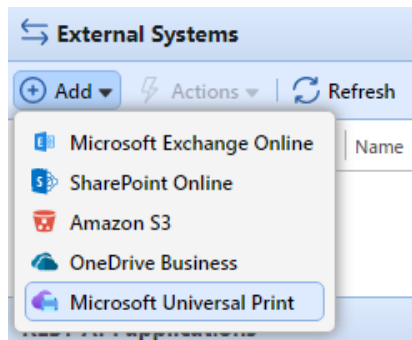 External Systems
Add Actions Refresh
Microsoft Exchange Online
Name
SharePoint Online
Amazon S3
OneDrive Business
Microsoft Universal Print